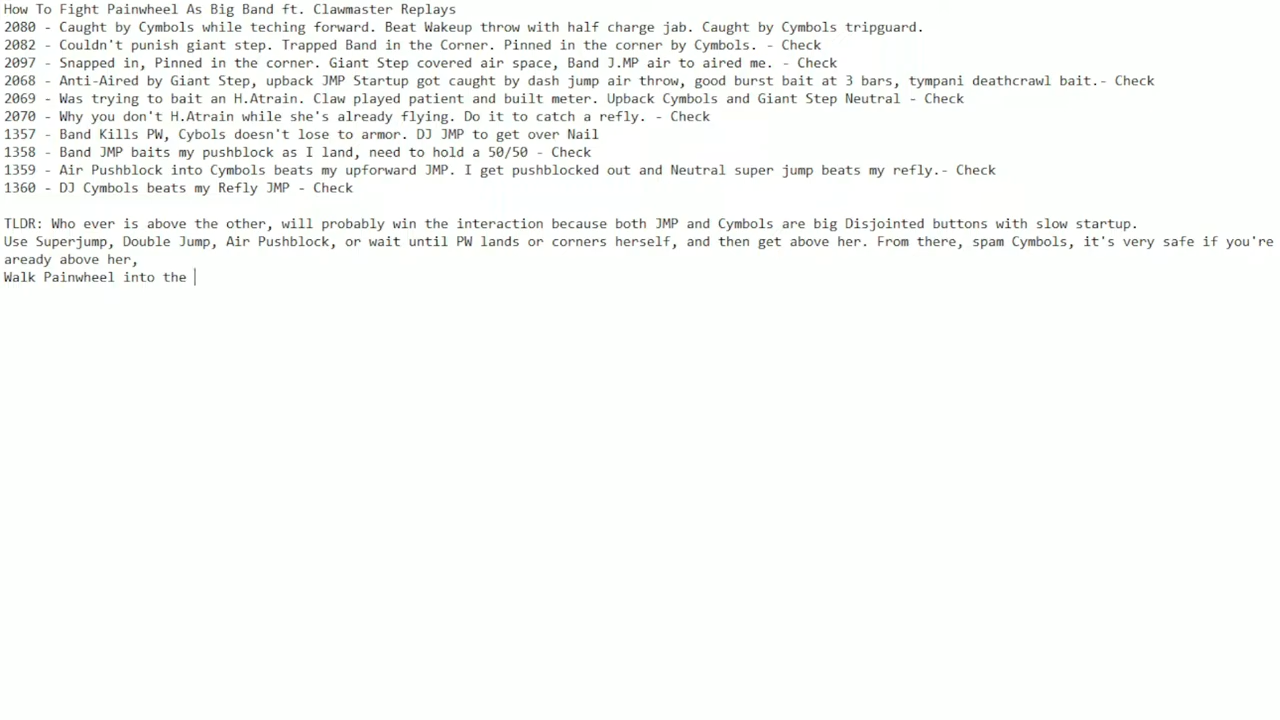 How To Fight Painwheel As Big Band ft. Clawmaster Replays
2080 - Caught by Cymbols while teching forward. Beat Wakeup throw with half charge jab. Caught by Cymbols tripguard.
2082 - Couldn't punish giant step. Trapped Band in the Corner. Pinned in the corner by Cymbols. - Check
2097 - Snapped in, Pinned in the corner. Giant Step covered air space, Band J.MP air to aired me. - Check
2068 - Anti-Aired by Giant Step, upback JMP Startup got caught by dash jump air throw, good burst bait at 3 bars, tympani deathcrawl bait.- Check
2069 - Was trying to bait an H.Atrain. Claw played patient and built meter. Upback Cymbols and Giant Step Neutral - Check
2070 - Why you don't H.Atrain while she's already flying. Do it to catch a refly. - Check
1357 - Band Kills PW, Cybols doesn't lose to armor. DJ JMP to get over Nail
1358 - Band JMP baits my pushblock as I land, need to hold a 50/50 - Check
1359 - Air Pushblock into Cymbols beats my upforward JMP. I get pushblocked out and Neutral super jump beats my refly.- Check
1360 - DJ Cymbols beats my Refly JMP - Check
TLDR: Who ever is above the other, will probably win the interaction because both JMP and Cymbols are big Disjointed buttons with slow startup.
Use Superjump, Double Jump, Air Pushblock, or wait until PW lands or corners herself, and then get above her. From there, spam Cymbols, it's very safe if you're
aready above her,
Walk Painwheel into the